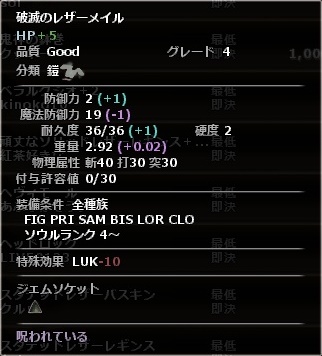 破滅のレザーメイル
HP+5
品質 Good グレード 4
分類 鎧
防御力 2 (+1)
魔法防御力 19 (-1)
耐久度 36/36 (+1) 硬度 2
重量 2.92 (+0.02)
物理属性 斬40 打30 突30
付与許容値 0/30
装備条件 全種族
FIG PRI SAM BIS LOR CLO
ソウルランク 4～
特殊効果 LUK-10
ジェムソケット
呪われている